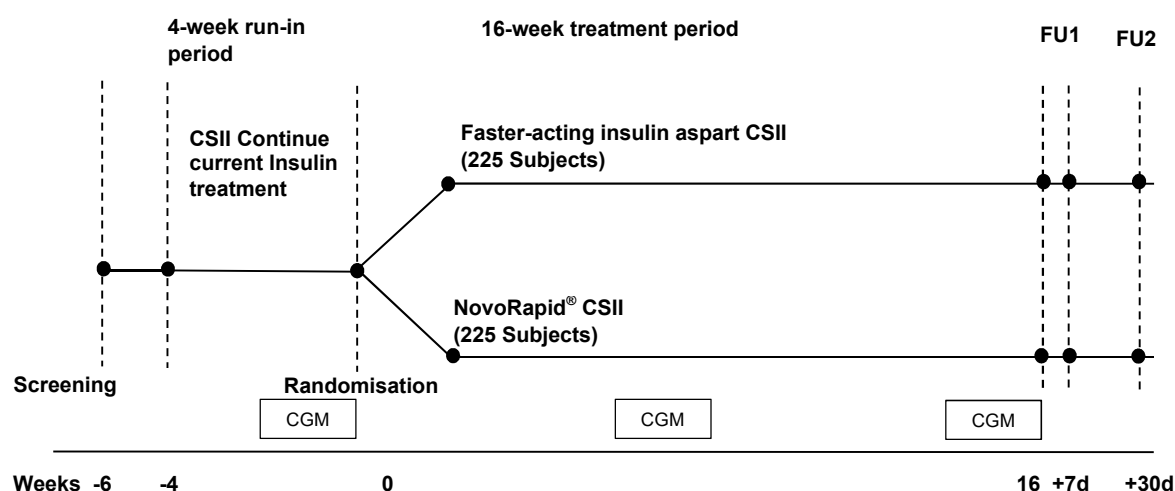 4-week run-in
period
16-week treatment period
FU1
FU2
CSII Continue
current Insulin
treatment
Faster-acting insulin aspart CSII
(225 Subjects)
NovoRapid® CSII
(225 Subjects)
Screening
Randomisation
CGM
CGM
CGM
Weeks -6 -4 0 16 +7d +30d